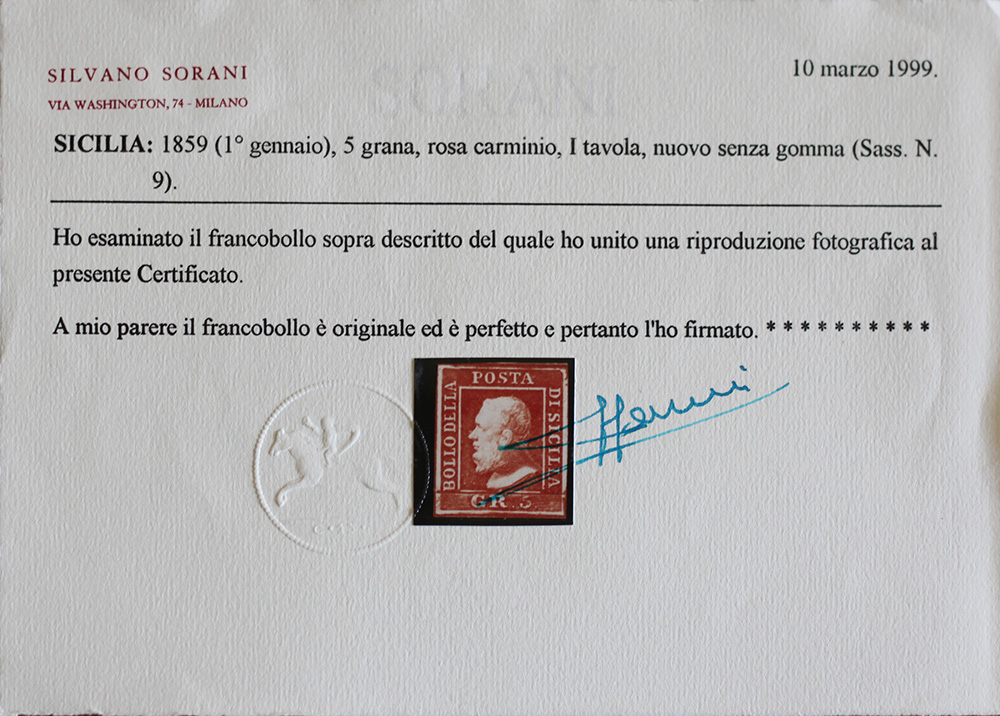 SORANI
SILVANO SORANI
VIA WASHINGTON, 74 - MILANO
10 marzo 1999.
SICILIA: 1859 (1° gennaio), 5 grana, rosa carminio, I tavola, nuovo senza gomma (Sass. N.
9).
Ho esaminato il francobollo sopra descritto del quale ho unito una riproduzione fotografica al
presente Certificato.
A mio parere il francobollo è originale ed è perfetto e pertanto l'ho firmato. * * * * * * * * * *
BOLLO DELLA
POSTA
DI SICILIA
GR. 5.